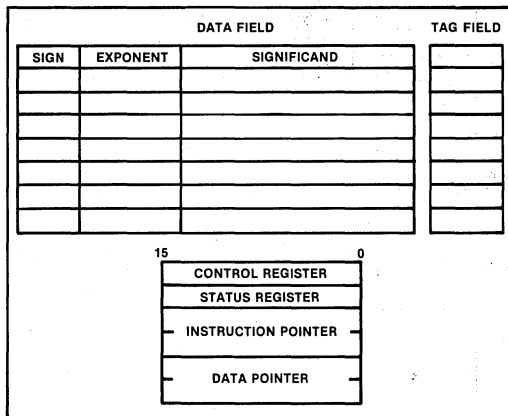 DATA FIELD TAG FIELD
SIGN EXPONENT SIGNIFICAND
15 0
CONTROL REGISTER
STATUS REGISTER
INSTRUCTION POINTER
DATA POINTER